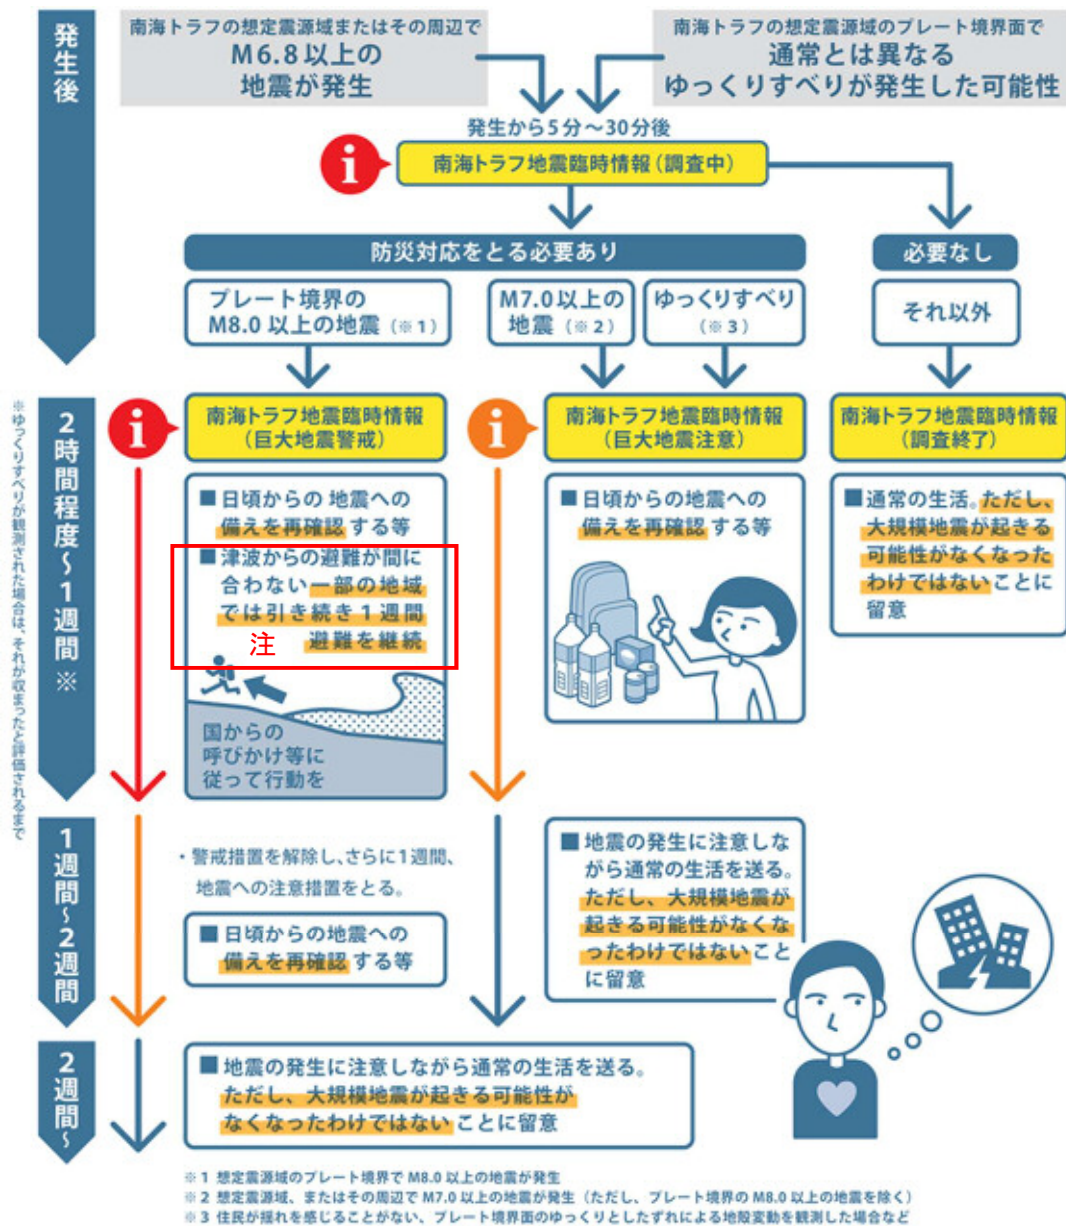 発生後
南海トラフの想定震源域またはその周辺で
M6.8以上の
地震が発生
南海トラフの想定震源域のプレート境界面で
通常とは異なる
ゆっくりすべりが発生した可能性
発生から5分～30分後
i
南海トラフ地震臨時情報(調査中)
防災対応をとる必要あり
必要なし
プレート境界の
M8.0 以上の地震(※1)
M7.0以上の
地震(※2)
ゆっくりすべり
(※3)
それ以外
2時間程度～1週間※
※ゆっくりすべりが観測された場合は、それが収まったと評価されるまで
i
南海トラフ地震臨時情報
(巨大地震警戒)
i
南海トラフ地震臨時情報
(巨大地震注意)
南海トラフ地震臨時情報
(調査終了)
■日頃からの 地震への
備えを再確認 する等
■津波からの避難が間に
合わない一部の地域
では引き続き1週間
注 避難を継続
国からの
呼びかけ等に
従って行動を
■日頃からの地震への
備えを再確認 する等
■通常の生活。ただし、
大規模地震が起きる
可能性がなくなった
わけではないことに
留意
1週間～2週間
・警戒措置を解除し、さらに1週間、
地震への注意措置をとる。
■日頃からの地震への
備えを再確認 する等
■地震の発生に注意しな
がら通常の生活を送る。
ただし、大規模地震が
起きる可能性がなくな
ったわけではないこと
に留意
2週間～
■地震の発生に注意しながら通常の生活を送る。
ただし、大規模地震が起きる可能性が
なくなったわけではない ことに留意
※1 想定震源域のプレート境界で M8.0 以上の地震が発生
※2 想定震源域、またはその周辺で M7.0 以上の地震が発生（ただし、プレート境界の M8.0 以上の地震を除く）
※3 住民が揺れを感じることがない、プレート境界面のゆっくりとしたずれによる地殻変動を観測した場合など